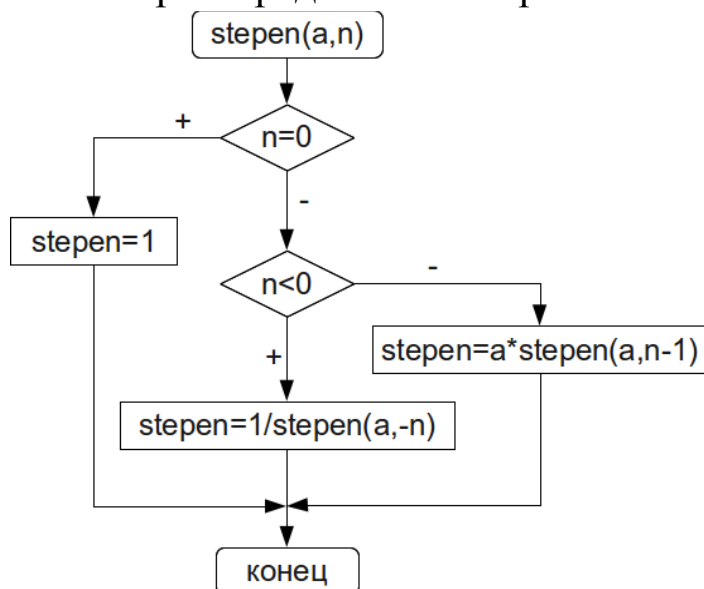 stepen(a,n)
+
n=0
-
stepen=1
n<0
-
+
stepen=a*stepen(a,n-1)
stepen=1/stepen(a,-n)
конец